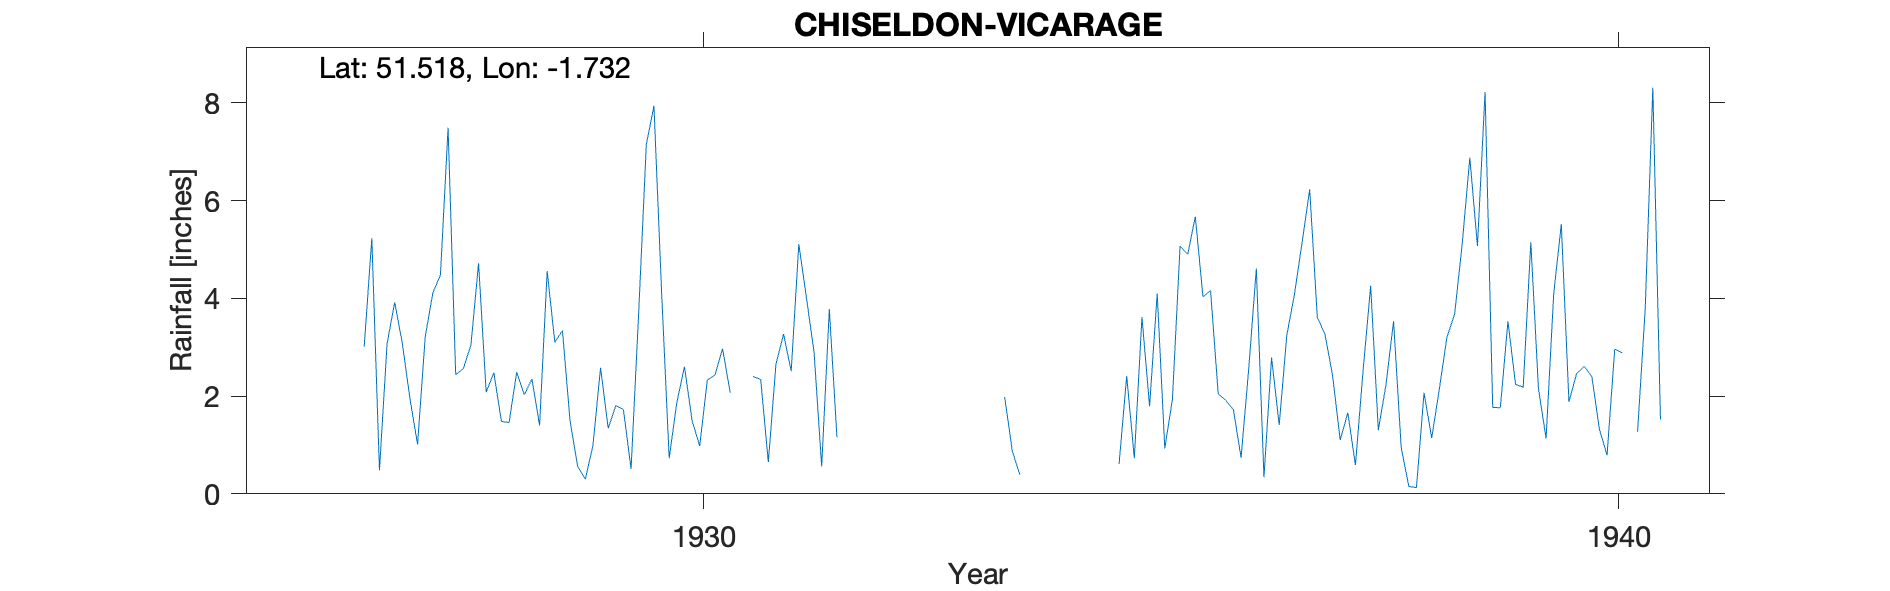 CHISELDON-VICARAGE
Lat: 51.518, Lon: -1.732
8
6
4
2
0
Rainfall [inches]
1930
1940
Year